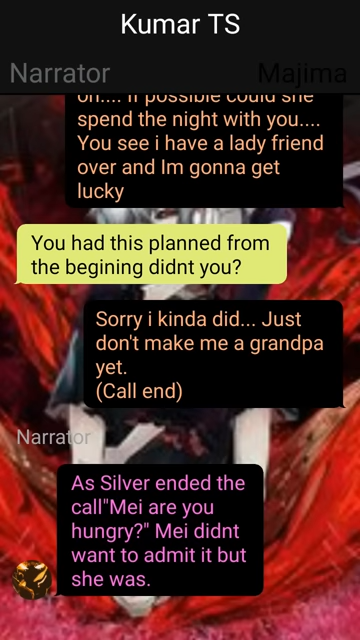 Kumar TS
Narrator
Majima
oh.... If possible could she
spend the night with you....
You see i have a lady friend
over and Im gonna get
lucky
You had this planned from
the begining didnt you?
Sorry i kinda did... Just
don't make me a grandpa
yet.
(Call end)
Narrator
As Silver ended the
call"Mei are you
hungry?" Mei didnt
want to admit it but
she was.